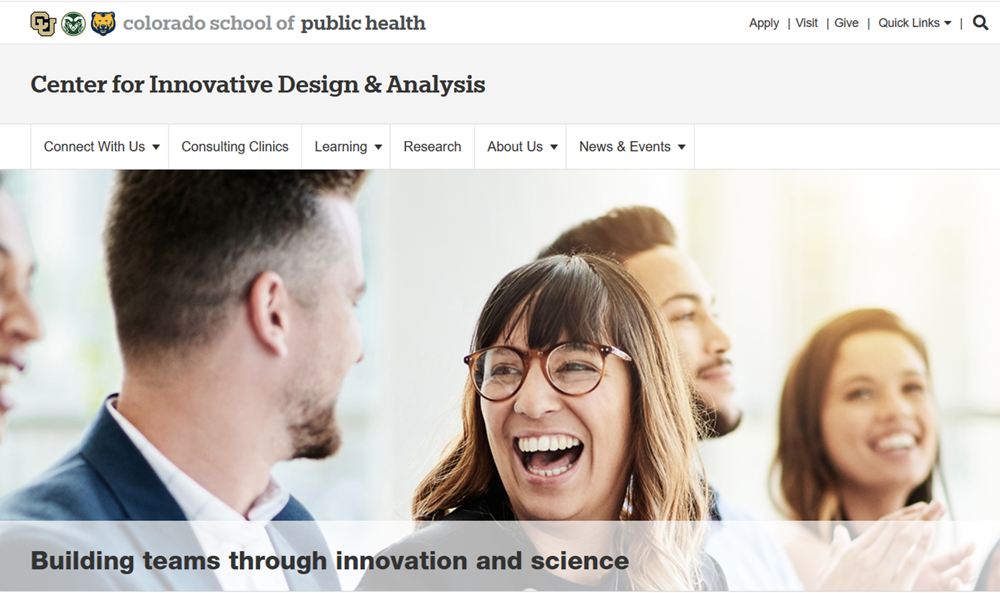 CU colorado school of public health Apply | Visit | Give | Quick Links |
Center for Innovative Design & Analysis
Connect With Us Consulting Clinics Learning Research About Us News & Events
Building teams through innovation and science